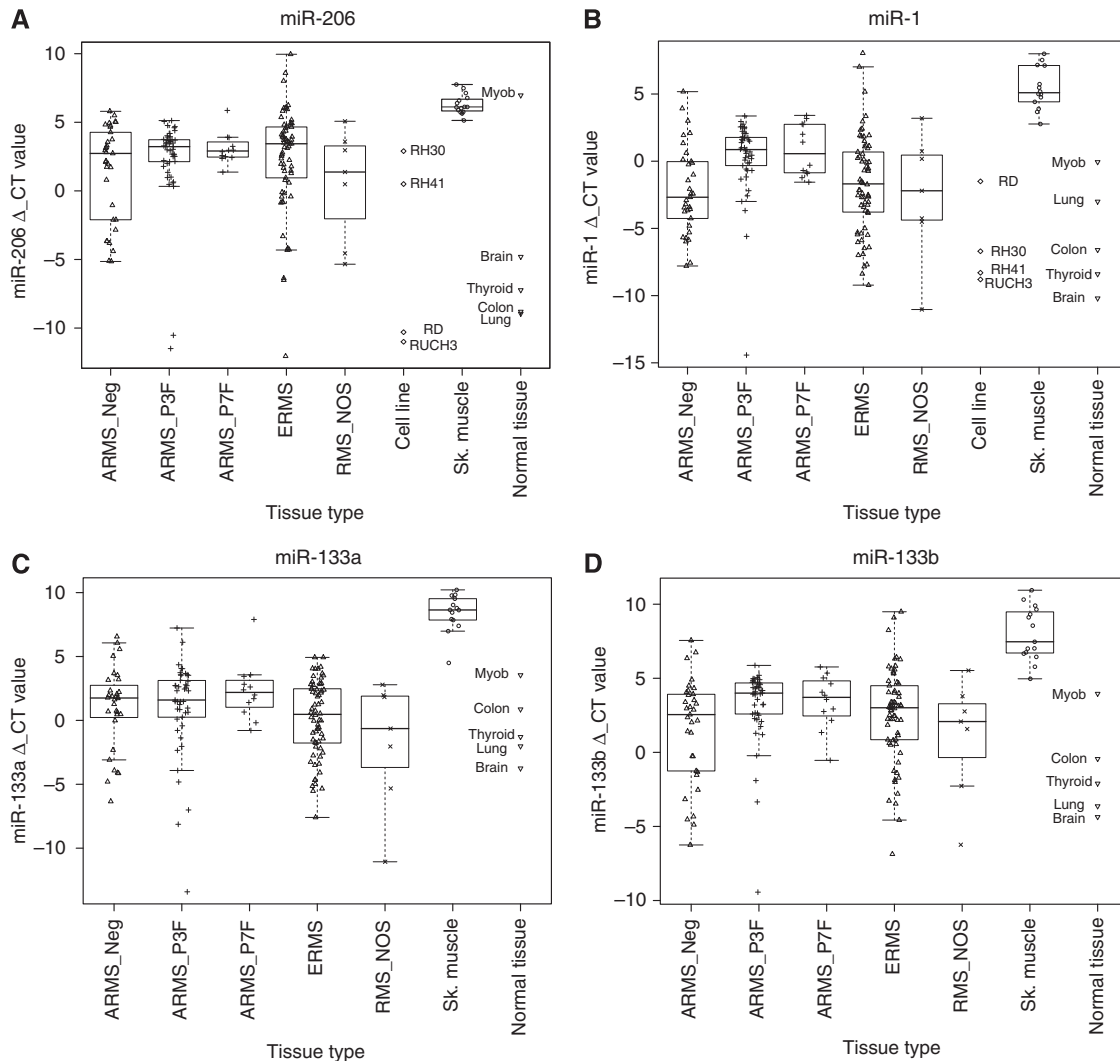 A
miR-206
miR-206 Δ_CT value
10
5
0
−5
−10
Myob
RH30
RH41
Brain
Thyroid
Colon
Lung
RD
RUCH3
ARMS_Neg
ARMS_P3F
ARMS_P7F
ERMS
RMS_NOS
Cell line
Sk. muscle
Normal tissue
Tissue type
B
miR-1
miR-1 Δ_CT value
5
0
−5
−10
−15
Myob
RD
Lung
RH30
Colon
RH41
Thyroid
RUCH3
Brain
ARMS_Neg
ARMS_P3F
ARMS_P7F
ERMS
RMS_NOS
Cell line
Sk. muscle
Normal tissue
Tissue type
C
miR-133a
miR-133a Δ_CT value
10
5
0
−5
−10
Myob
Colon
Thyroid
Lung
Brain
ARMS_Neg
ARMS_P3F
ARMS_P7F
ERMS
RMS_NOS
Sk. muscle
Normal tissue
Tissue type
D
miR-133b
miR-133b Δ_CT value
10
5
0
−5
−10
Myob
Colon
Thyroid
Lung
Brain
ARMS_Neg
ARMS_P3F
ARMS_P7F
ERMS
RMS_NOS
Sk. muscle
Normal tissue
Tissue type